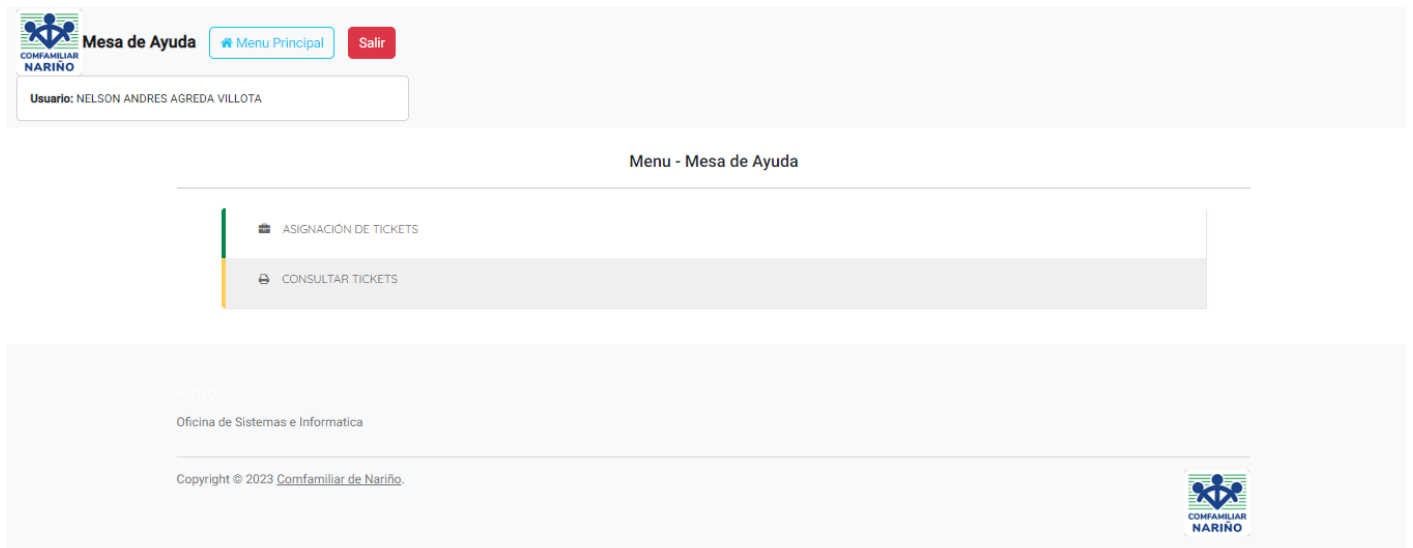 COMFAMILIAR
NARIÑO
Mesa de Ayuda
Menu Principal
Salir
Usuario: NELSON ANDRES AGREDA VILLOTA
Menu - Mesa de Ayuda
ASIGNACIÓN DE TICKETS
CONSULTAR TICKETS
ABOUT
Oficina de Sistemas e Informatica
Copyright © 2023 Comfamiliar de Nariño.
COMFAMILIAR
NARIÑO